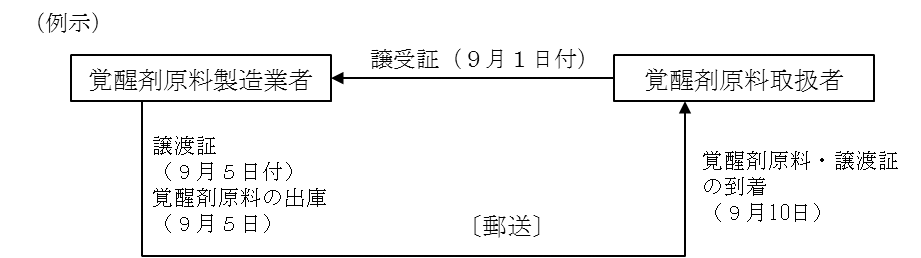 （例示）
譲受証（９月１日付）
覚醒剤原料製造業者
覚醒剤原料取扱者
譲渡証
（９月５日付）
覚醒剤原料の出庫
（９月５日）
覚醒剤原料・譲渡証
の到着
（９月10日）
〔郵送〕